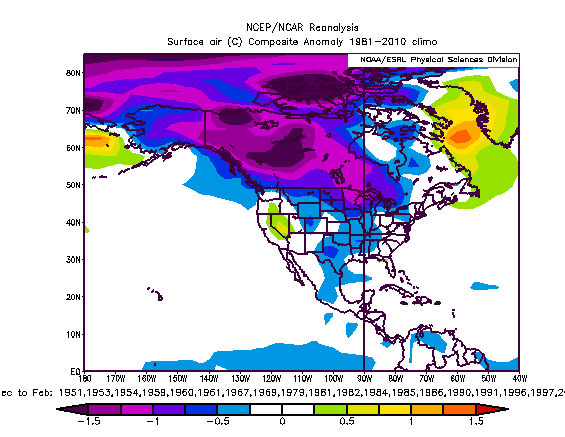 NCEP/NCAR Reanalysis
Surface air (C) Composite Anomaly 1981-2010 climo
NOAA/ESRL Physical Sciences Division
80N
70N
60N
50N
40N
30N
20N
10N
EQ
180 170W 160W 150W 140W 130W 120W 110W 100W 90W 80W 70W 60W 50W 40W
ec to Feb: 1951,1953,1954,1958,1960,1961,1967,1969,1979,1981,1982,1984,1985,1986,1990,1991,1996,1997,2
-1.5 -1 -0.5 0 0.5 1 1.5